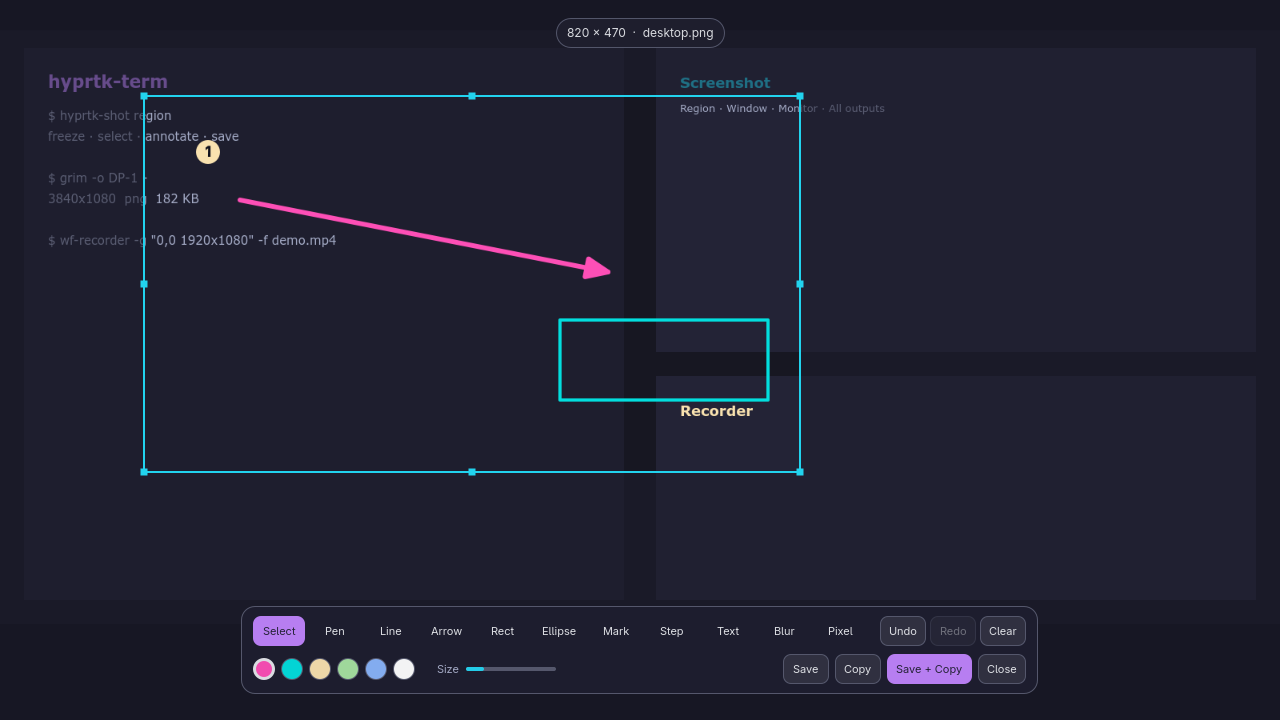 820 × 470 · desktop.png
hyprtk-term
$ hyprtk-shot region
freeze · select · annotate · save
1
$ grim -o DP-1 -
3840x1080 png 182 KB
$ wf-recorder -g "0,0 1920x1080" -f demo.mp4
Screenshot
Region · Window · Monitor · All outputs
Recorder
Select Pen Line Arrow Rect Ellipse Mark Step Text Blur Pixel Undo Redo Clear
Size Save Copy Save + Copy Close